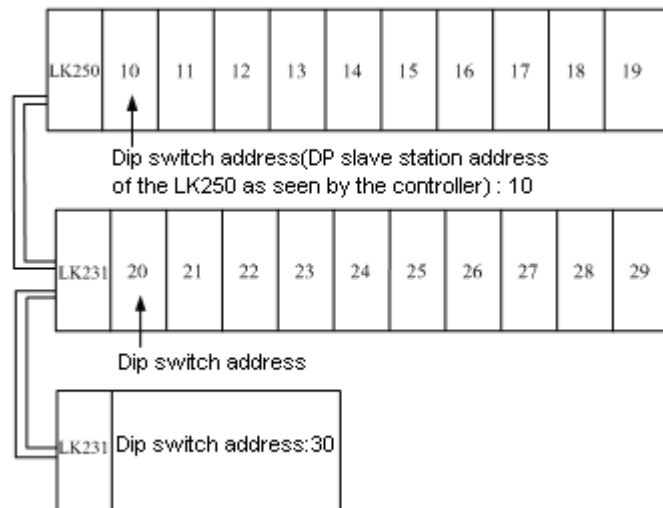 LK250 10 11 12 13 14 15 16 17 18 19
Dip switch address(DP slave station address
of the LK250 as seen by the controller) : 10
LK231 20 21 22 23 24 25 26 27 28 29
Dip switch address
LK231 Dip switch address:30